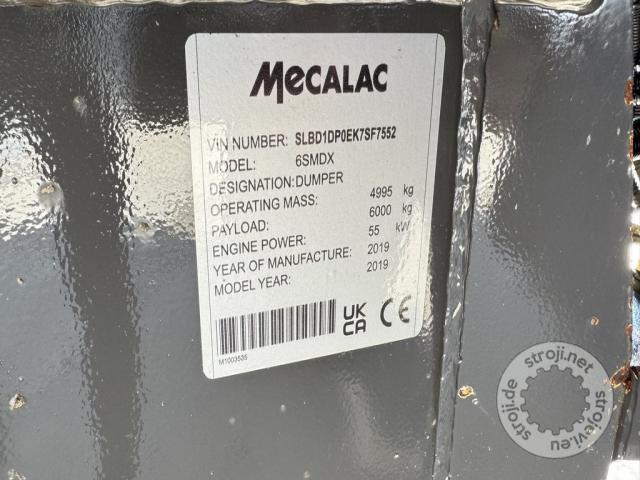 MECALAC
VIN NUMBER: SLBD1DP0EK7SF7552
MODEL: 6SMDX
DESIGNATION: DUMPER
OPERATING MASS: 4995 kg
PAYLOAD: 6000 kg
ENGINE POWER: 55 kW
YEAR OF MANUFACTURE: 2019
MODEL YEAR: 2019
UK
CA CE
M1003535
stroji.net
stroji.de
strojevi.eu